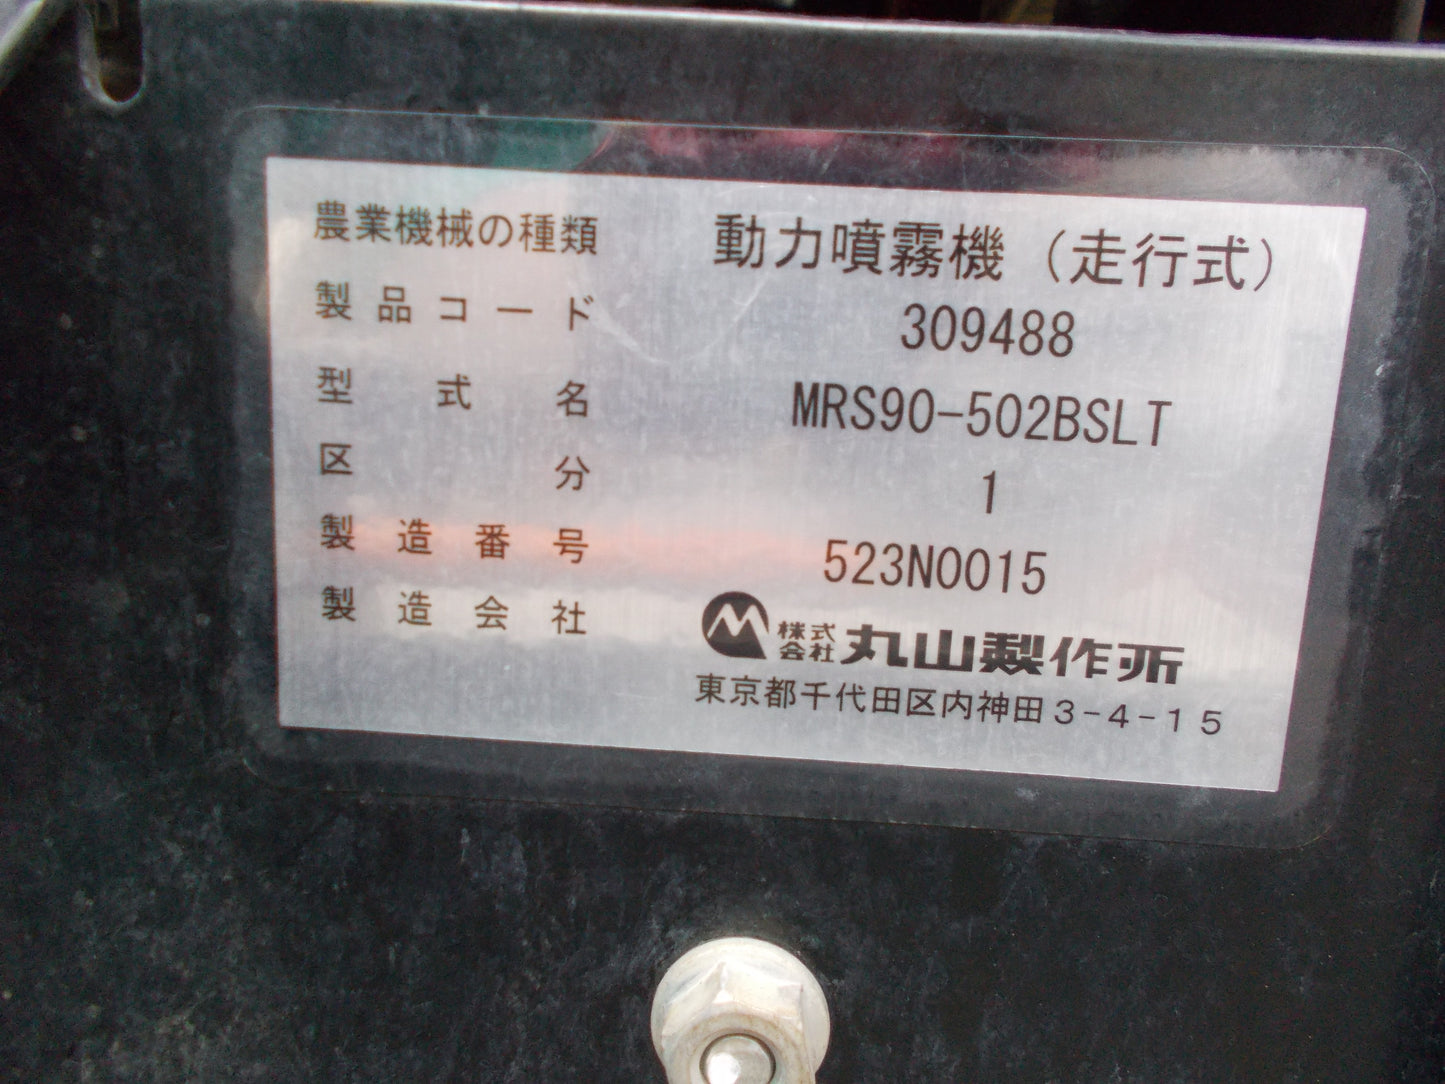 農業機械の種類 動力噴霧機（走行式）
製品コード 309488
型式名 MRS90-502BSLT
区分 1
製造番号 523N0015
製造会社 株式会社 丸山製作所
東京都千代田区内神田3-4-15